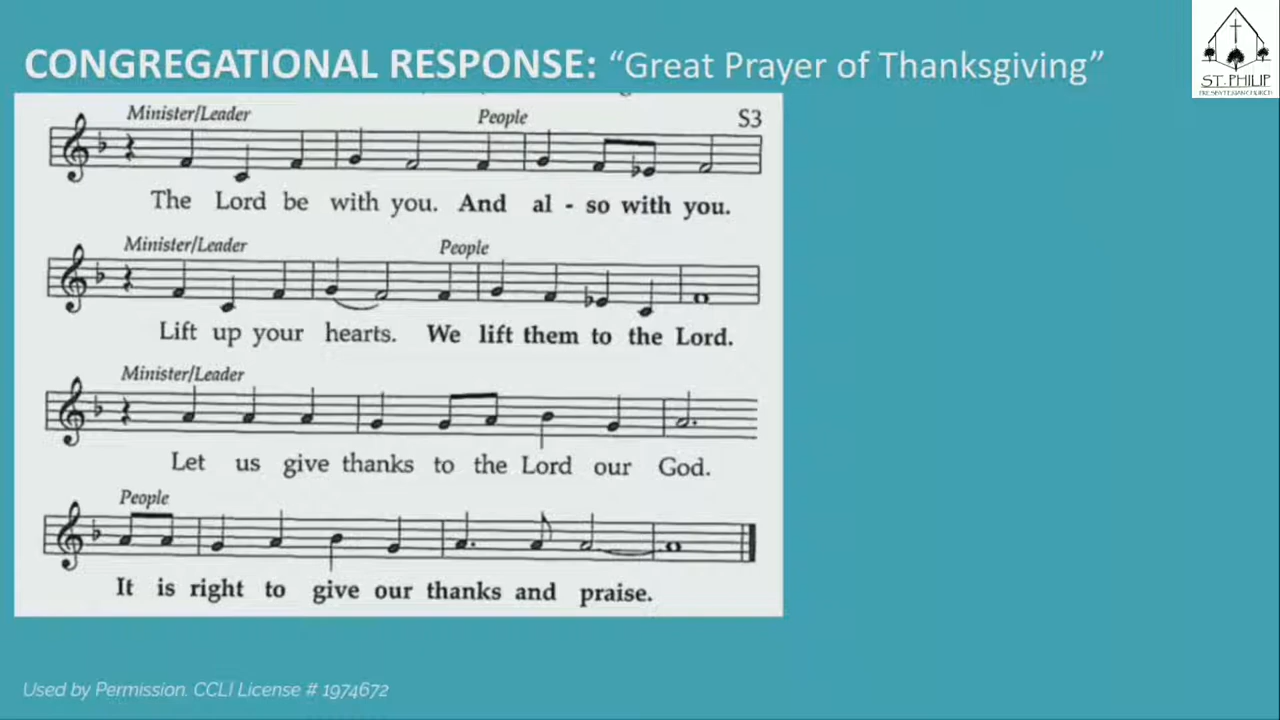 CONGREGATIONAL RESPONSE: “Great Prayer of Thanksgiving”
ST. PHILIP
PRESBYTERIAN CHURCH
Minister/Leader People S3
The Lord be with you. And al - so with you.
Minister/Leader People
Lift up your hearts. We lift them to the Lord.
Minister/Leader
Let us give thanks to the Lord our God.
People
It is right to give our thanks and praise.
Used by Permission. CCLI License # 1974672